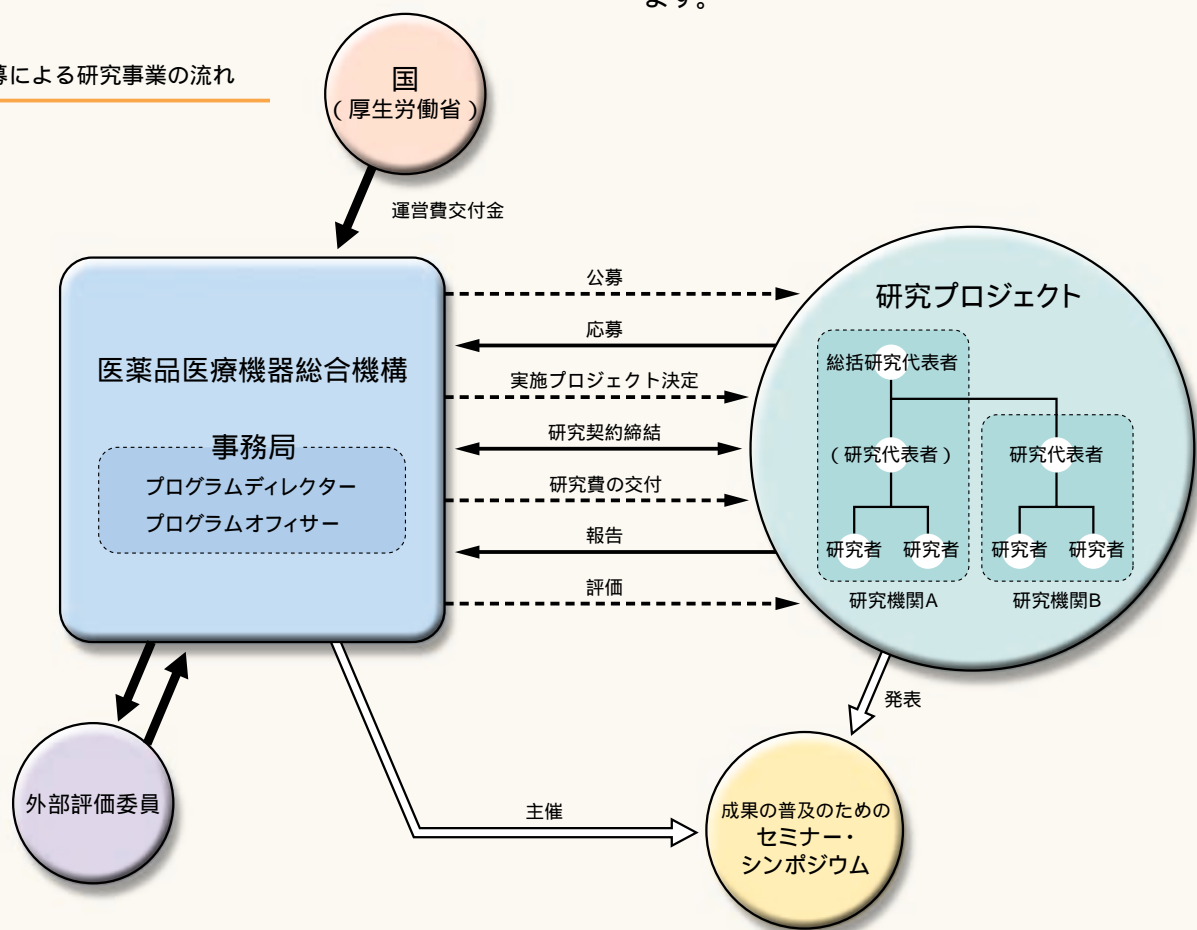 ます。
募による研究事業の流れ
国
（厚生労働省）
運営費交付金
医薬品医療機器総合機構
事務局
プログラムディレクター
プログラムオフィサー
公募
応募
実施プロジェクト決定
研究契約締結
研究費の交付
報告
評価
研究プロジェクト
総括研究代表者
（研究代表者）
研究代表者
研究者
研究者
研究者
研究者
研究機関A
研究機関B
発表
外部評価委員
主催
成果の普及のための
セミナー・
シンポジウム